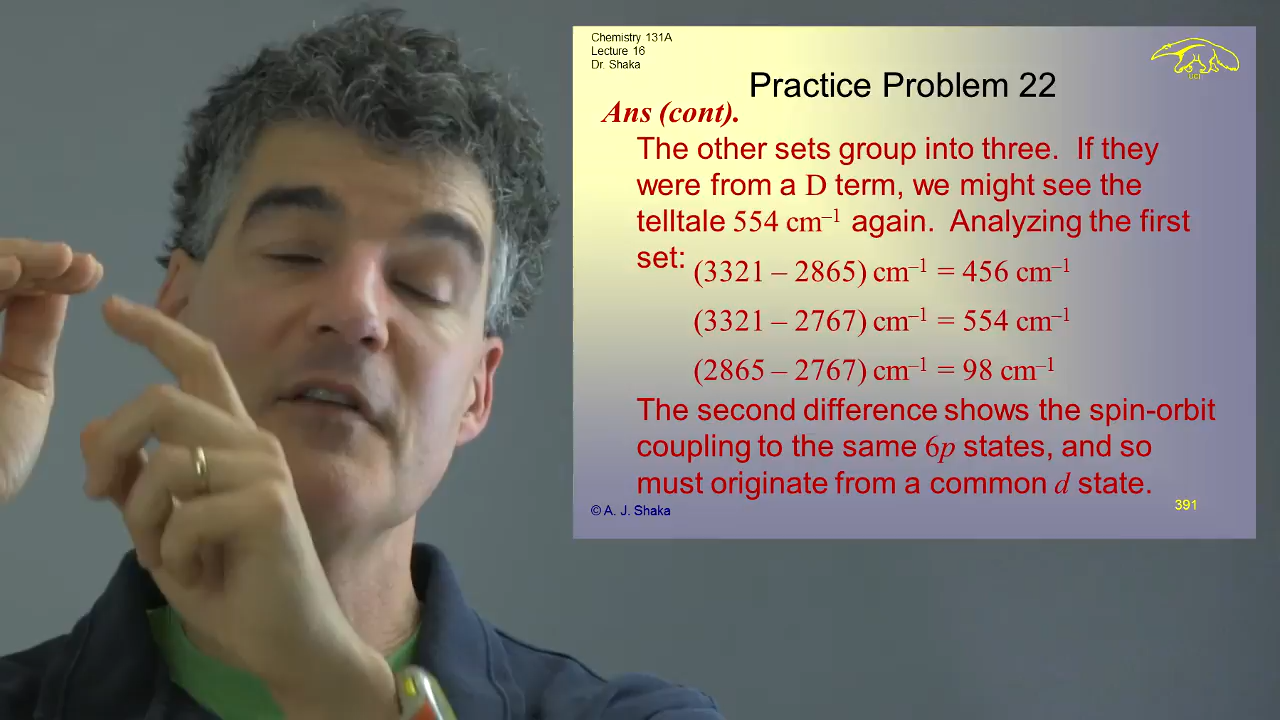 Chemistry 131A
Lecture 16
Dr. Shaka
UCI
Practice Problem 22
Ans (cont).
The other sets group into three. If they
were from a D term, we might see the
telltale 554 cm⁻¹ again. Analyzing the first
set:
(3321 – 2865) cm⁻¹ = 456 cm⁻¹
(3321 – 2767) cm⁻¹ = 554 cm⁻¹
(2865 – 2767) cm⁻¹ = 98 cm⁻¹
The second difference shows the spin-orbit
coupling to the same 6p states, and so
must originate from a common d state.
© A. J. Shaka
391